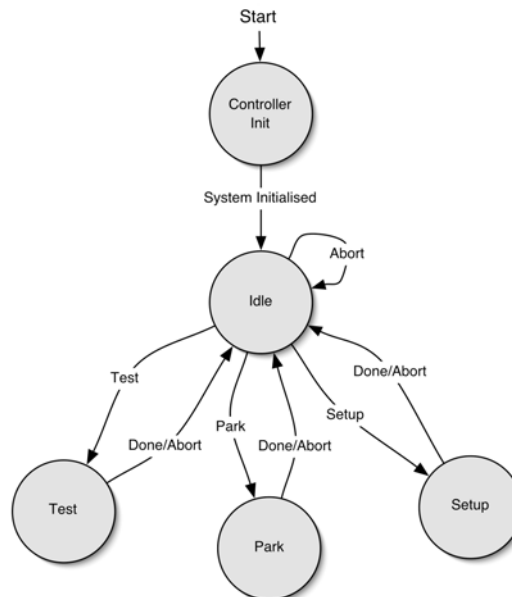 Start
Controller
Init
System Initialised
Abort
Idle
Test
Done/Abort
Park
Done/Abort
Setup
Done/Abort
Test
Park
Setup